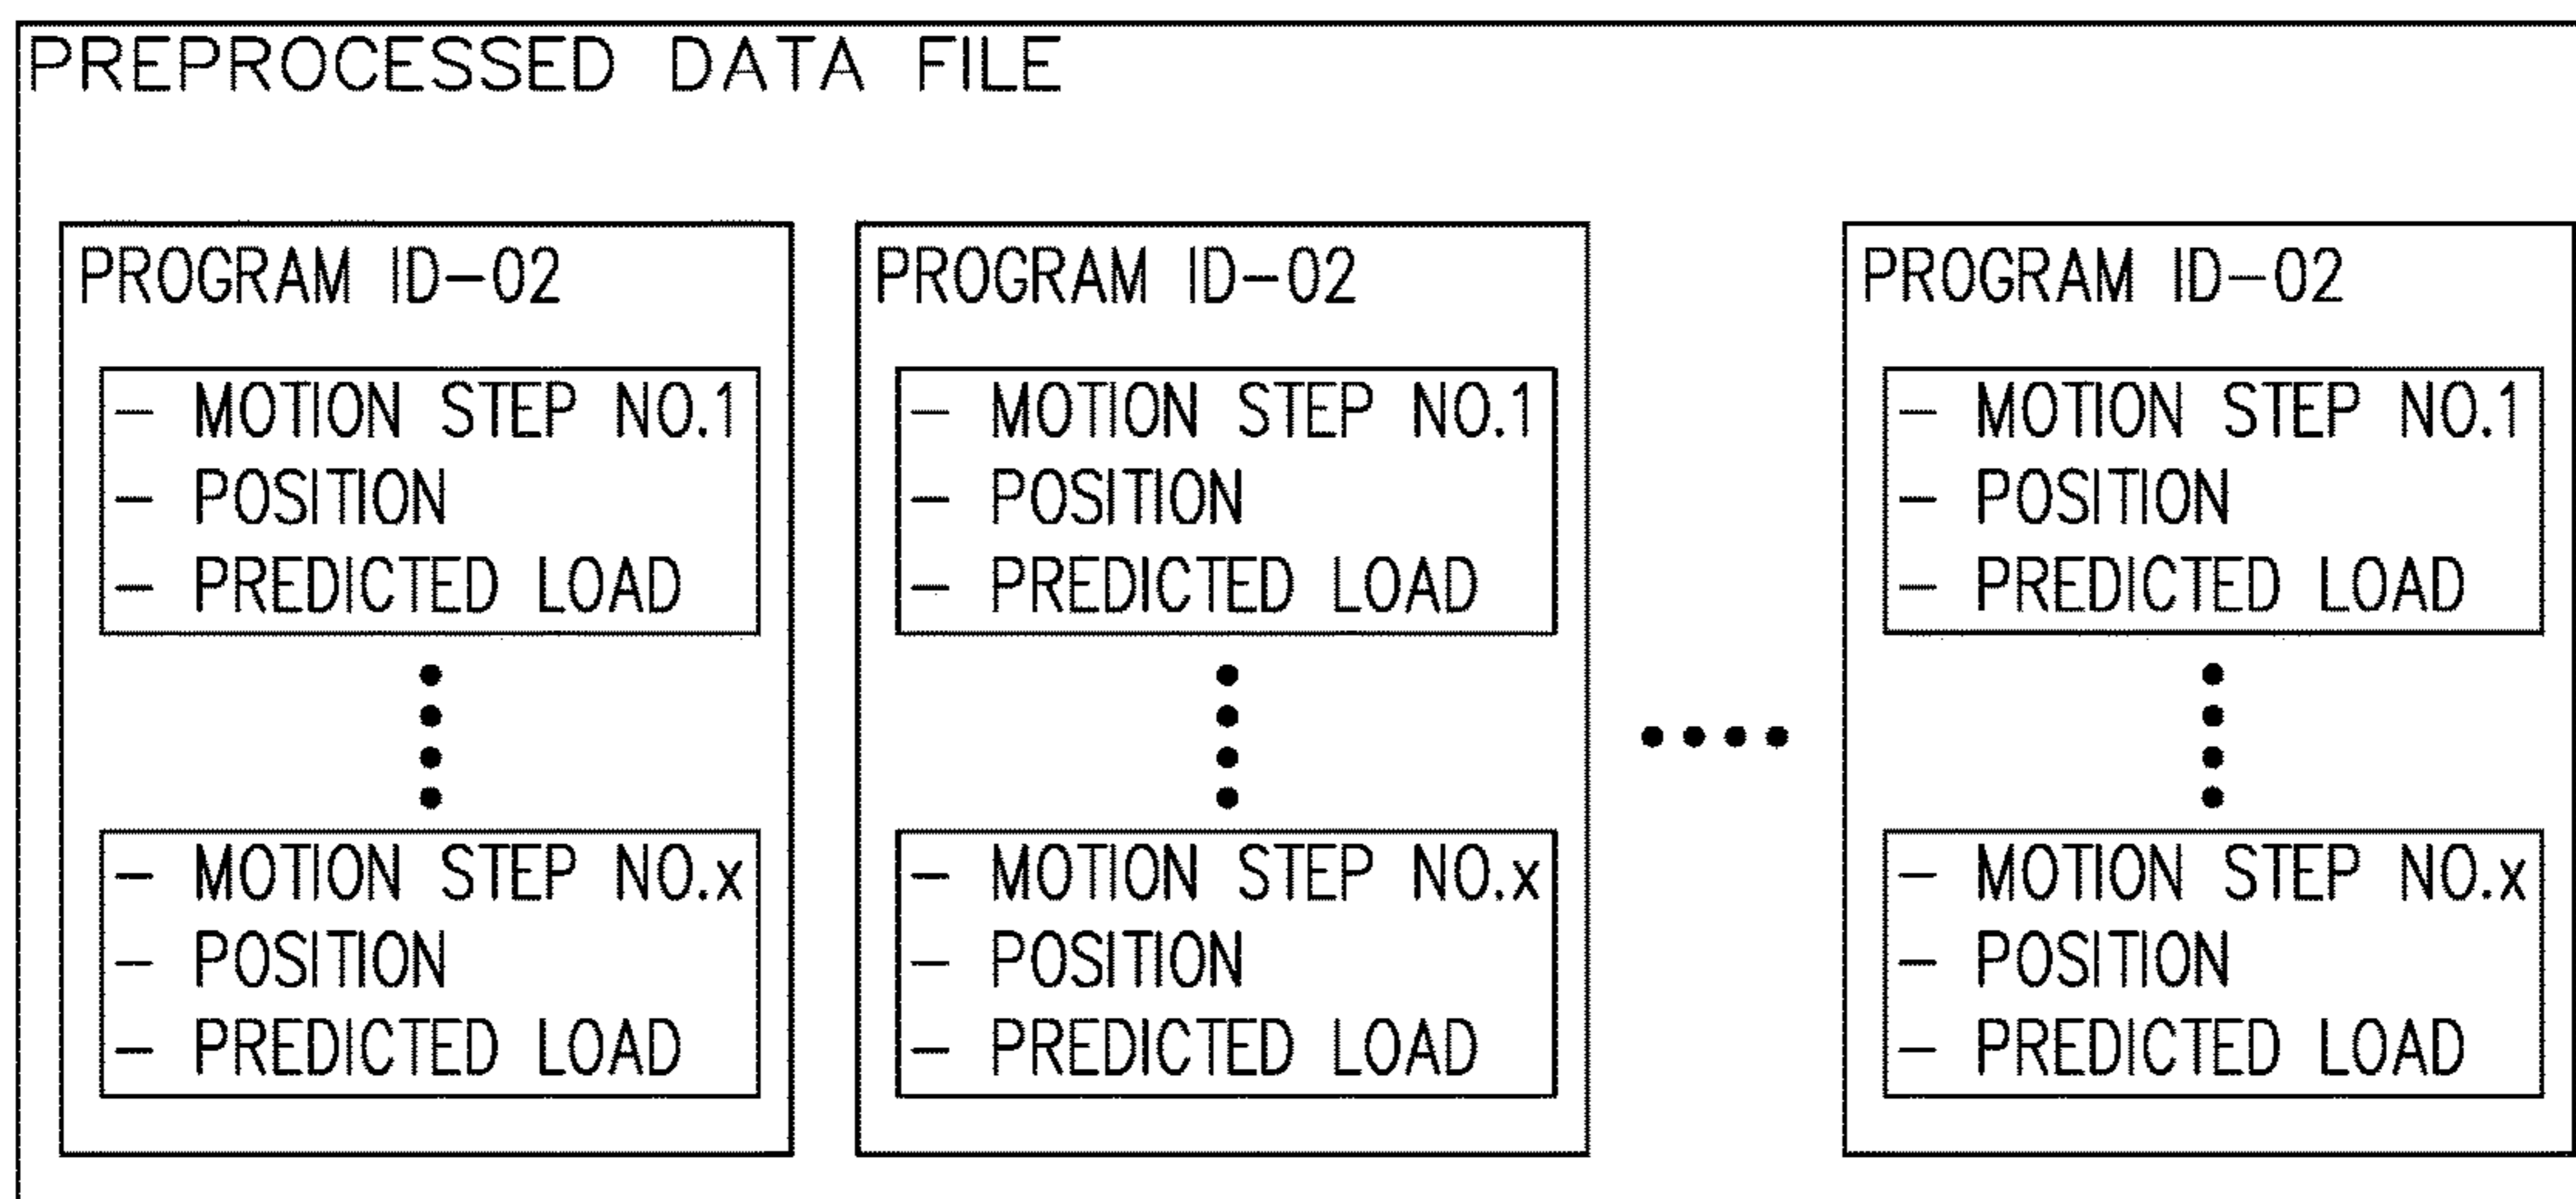 PREPROCESSED DATA FILE
PROGRAM ID-02
- MOTION STEP NO.1
- POSITION
- PREDICTED LOAD
- MOTION STEP NO.x
- POSITION
- PREDICTED LOAD
PROGRAM ID-02
- MOTION STEP NO.1
- POSITION
- PREDICTED LOAD
- MOTION STEP NO.x
- POSITION
- PREDICTED LOAD
PROGRAM ID-02
- MOTION STEP NO.1
- POSITION
- PREDICTED LOAD
- MOTION STEP NO.x
- POSITION
- PREDICTED LOAD